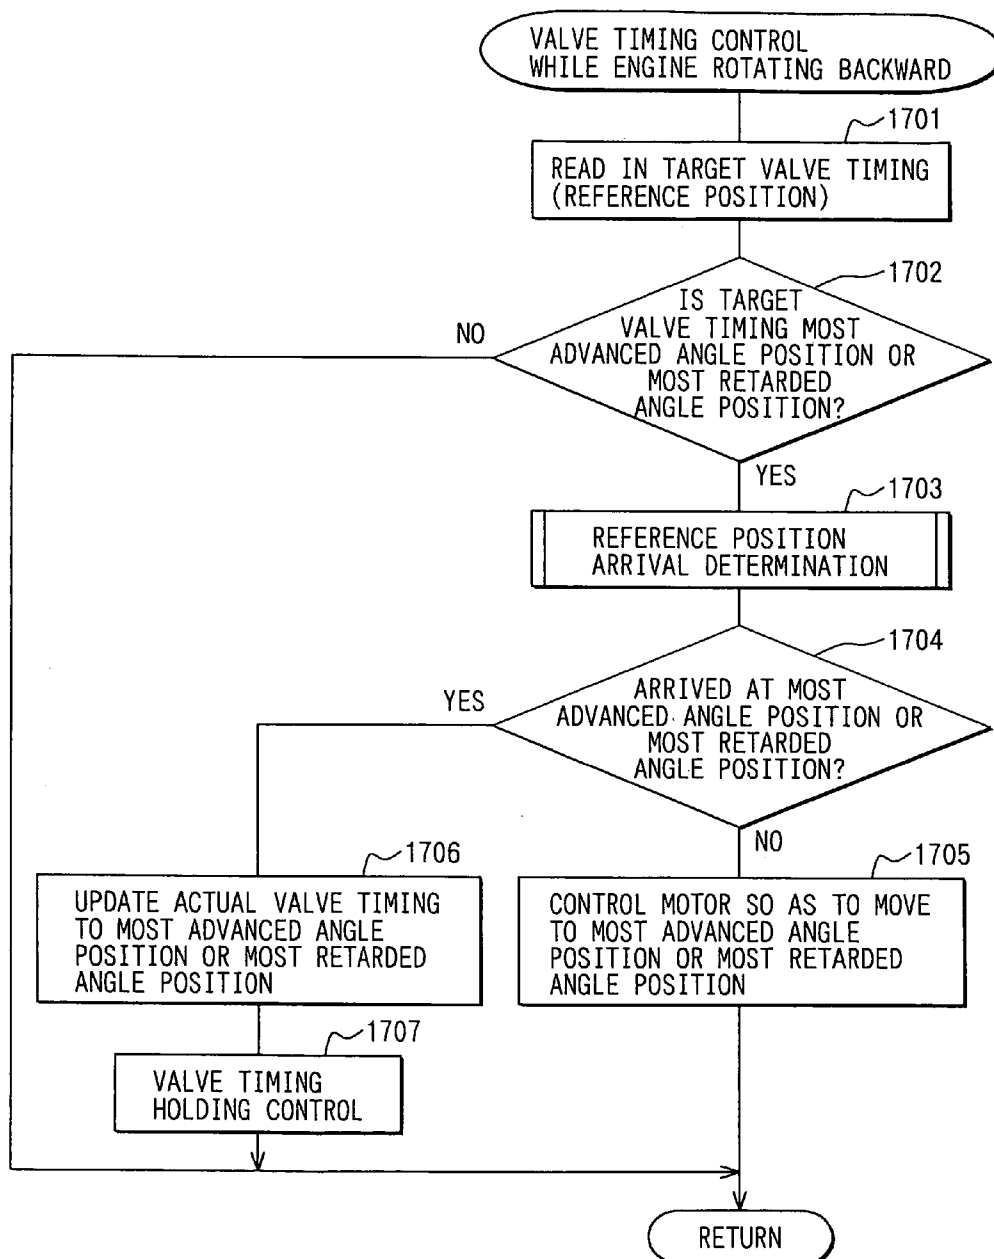 VALVE TIMING CONTROL
WHILE ENGINE ROTATING BACKWARD
1701
READ IN TARGET VALVE TIMING
(REFERENCE POSITION)
1702
IS TARGET
VALVE TIMING MOST
ADVANCED ANGLE POSITION OR
MOST RETARDED
ANGLE POSITION?
NO
YES
1703
REFERENCE POSITION
ARRIVAL DETERMINATION
1704
ARRIVED AT MOST
ADVANCED ANGLE POSITION OR
MOST RETARDED
ANGLE POSITION?
YES
NO
1706
UPDATE ACTUAL VALVE TIMING
TO MOST ADVANCED ANGLE
POSITION OR MOST RETARDED
ANGLE POSITION
1705
CONTROL MOTOR SO AS TO MOVE
TO MOST ADVANCED ANGLE
POSITION OR MOST RETARDED
ANGLE POSITION
1707
VALVE TIMING
HOLDING CONTROL
RETURN